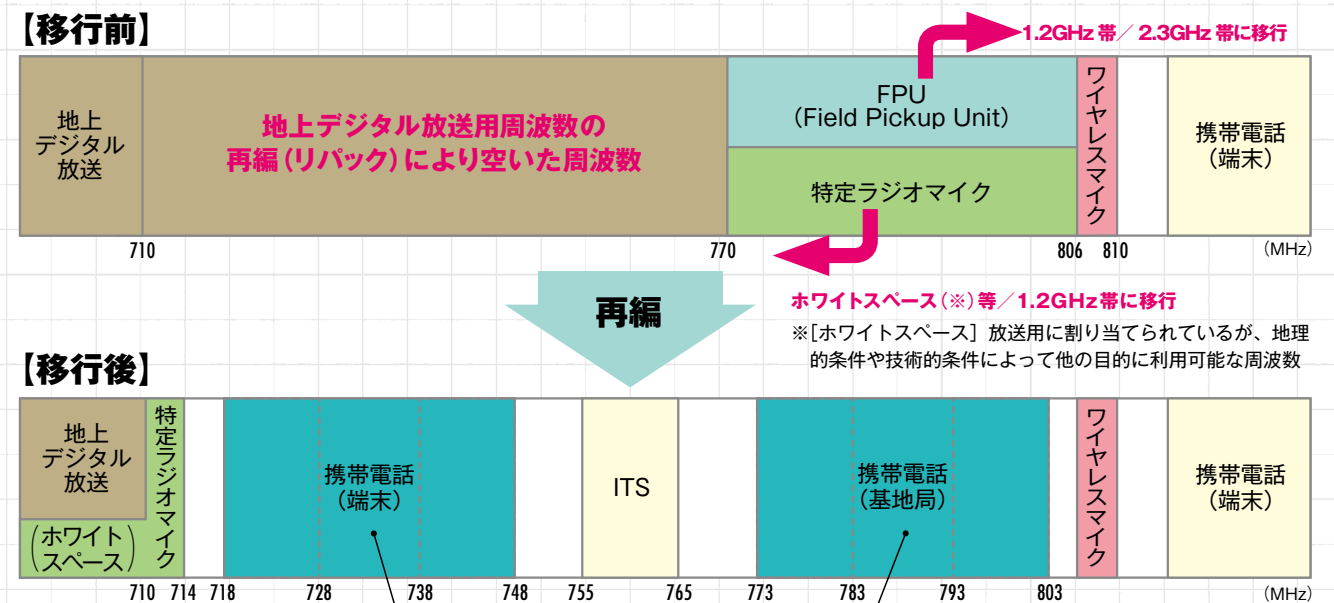 【移行前】
1.2GHz 帯／ 2.3GHz 帯に移行
地上
デジタル
放送
地上デジタル放送用周波数の
再編（リパック）により空いた周波数
FPU
（Field Pickup Unit）
特定ラジオマイク
ワイヤレスマイク
携帯電話
（端末）
710
770
806
810
（MHz）
再編
ホワイトスペース（※）等／1.2GHz帯に移行
※［ホワイトスペース］放送用に割り当てられているが、地理
的条件や技術的条件によって他の目的に利用可能な周波数
【移行後】
地上
デジタル
放送
（ホワイト
スペース）
特定ラジオマイク
携帯電話
（端末）
ITS
携帯電話
（基地局）
ワイヤレスマイク
携帯電話
（端末）
710
714
718
728
738
748
755
765
773
783
793
803
（MHz）